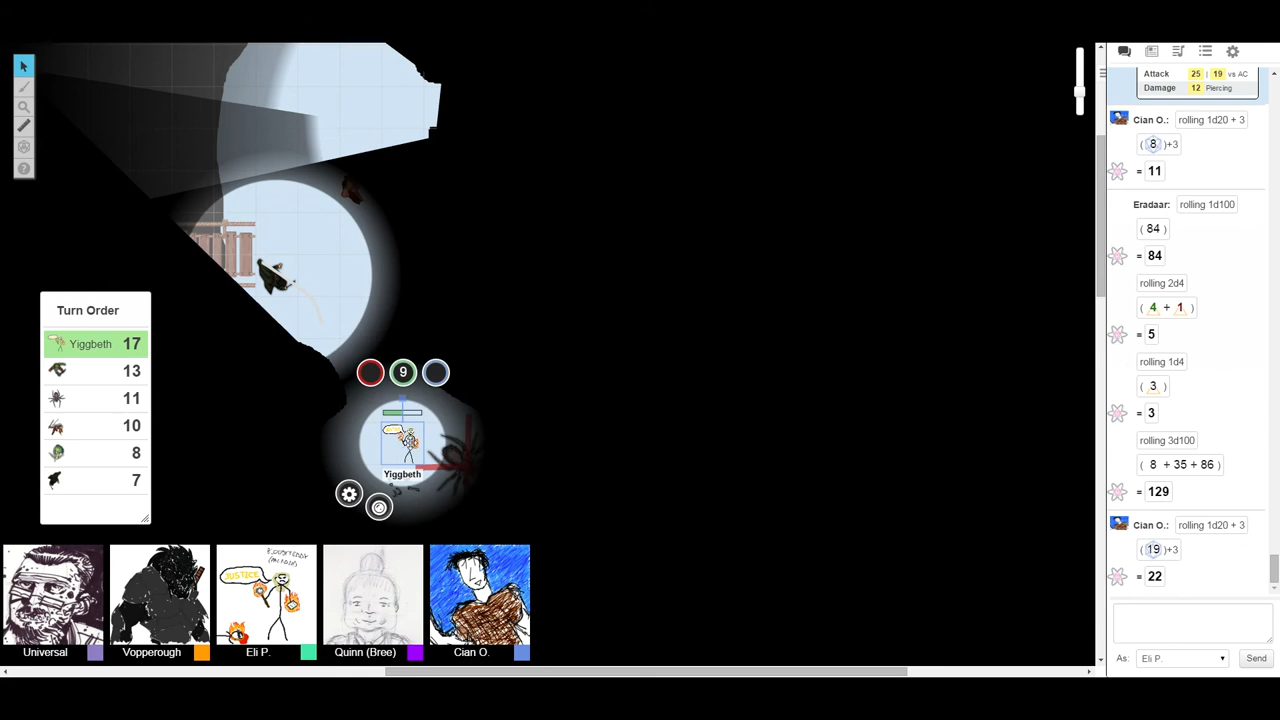 Attack 25 | 19 vs AC
Damage 12 Piercing
Cian O.: rolling 1d20 + 3
( 8 )+3
= 11
Eradaar: rolling 1d100
( 84 )
= 84
rolling 2d4
( 4 + 1 )
= 5
rolling 1d4
( 3 )
= 3
rolling 3d100
( 8 + 35 + 86 )
= 129
Cian O.: rolling 1d20 + 3
( 19 )+3
= 22
As: Eli P. Send
Turn Order
Yiggbeth 17
13
11
10
8
7
9
Yiggbeth
JUSTICE
Universal
Vopperough
Eli P.
Quinn (Bree)
Cian O.